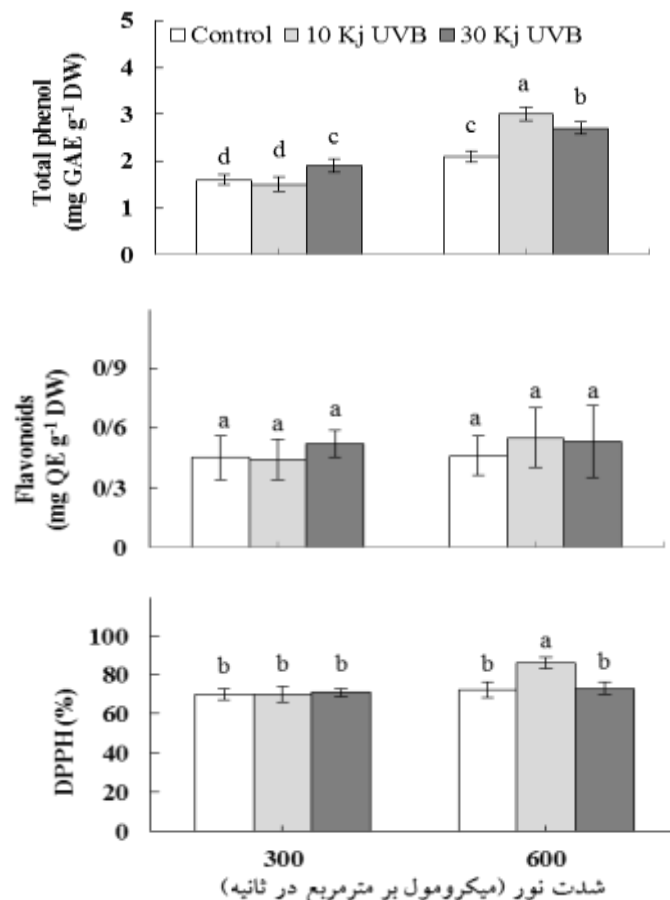 5
□ Control □ 10 Kj UVB ■ 30 Kj UVB
4
3
2
1
0
Total phenol
(mg GAE g⁻¹ DW)
d d c c a b
0/9
0/6
0/3
0
Flavonoids
(mg QE g⁻¹ DW)
a a a a a a
100
80
60
40
20
0
DPPH (%)
b b b b a b
300 600
شدت نور (میکرومول بر مترمربع در ثانیه)